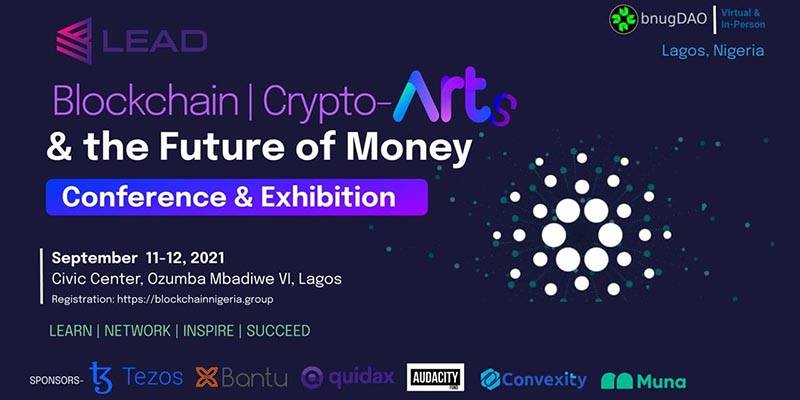 LEAD
bnugDAO
Virtual &
In-Person
Lagos, Nigeria
Blockchain | Crypto-Arts
& the Future of Money
Conference & Exhibition
September 11-12, 2021
Civic Center, Ozumba Mbadiwe VI, Lagos
Registration: https://blockchainnigeria.group
LEARN | NETWORK | INSPIRE | SUCCEED
SPONSORS- Tezos Bantu quidax AUDACITY FUND Convexity Muna